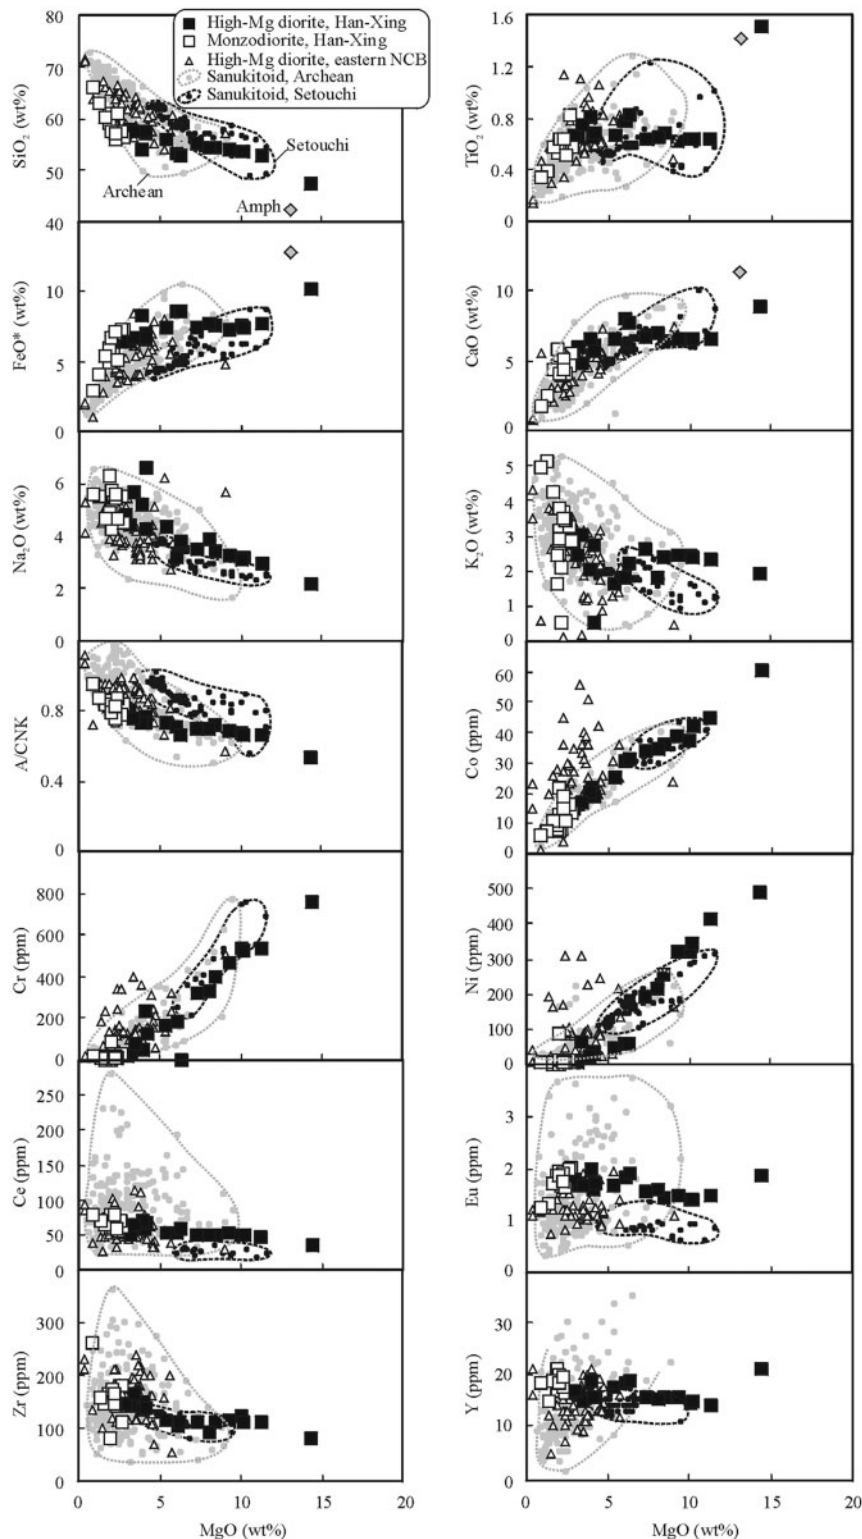 High-Mg diorite, Han-Xing
Monzodiorite, Han-Xing
High-Mg diorite, eastern NCB
Sanukitoid, Archean
Sanukitoid, Setouchi
80
70
60
50
40
SiO₂ (wt%)
Archean
Setouchi
Amph
1.6
1.2
0.8
0.4
0
TiO₂ (wt%)
10
5
0
FeO* (wt%)
10
5
0
CaO (wt%)
6
4
2
0
Na₂O (wt%)
5
4
3
2
1
0
K₂O (wt%)
0.8
0.4
0
A/CNK
60
50
40
30
20
10
0
Co (ppm)
800
600
400
200
0
Cr (ppm)
500
400
300
200
100
0
Ni (ppm)
250
200
150
100
50
0
Ce (ppm)
3
2
1
0
Eu (ppm)
300
200
100
0
Zr (ppm)
30
20
10
0
Y (ppm)
0 5 10 15 20
MgO (wt%)
0 5 10 15 20
MgO (wt%)